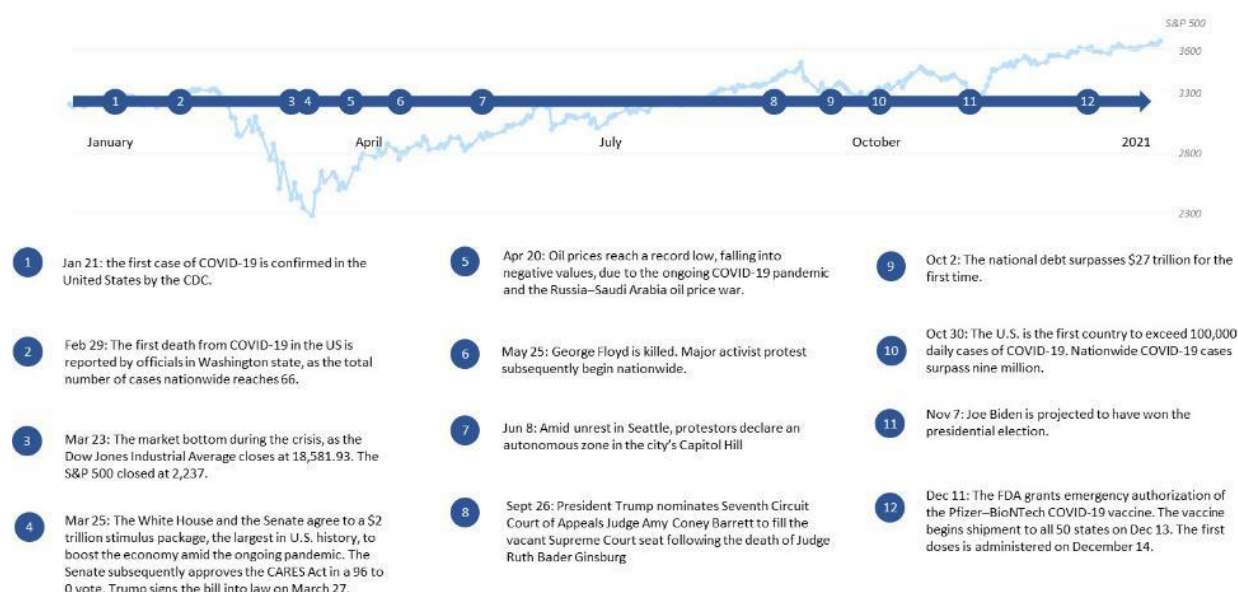 S&P 500
3600
3300
1 2 3 4 5 6 7 8 9 10 11 12
January April July October 2021
2800
2300
1
Jan 21: the first case of COVID-19 is confirmed in the
United States by the CDC.
2
Feb 29: The first death from COVID-19 in the US is
reported by officials in Washington state, as the total
number of cases nationwide reaches 66.
3
Mar 23: The market bottom during the crisis, as the
Dow Jones Industrial Average closes at 18,581.93. The
S&P 500 closed at 2,237.
4
Mar 25: The White House and the Senate agree to a $2
trillion stimulus package, the largest in U.S. history, to
boost the economy amid the ongoing pandemic. The
Senate subsequently approves the CARES Act in a 96 to
0 vote. Trump signs the bill into law on March 27.
5
Apr 20: Oil prices reach a record low, falling into
negative values, due to the ongoing COVID-19 pandemic
and the Russia–Saudi Arabia oil price war.
6
May 25: George Floyd is killed. Major activist protest
subsequently begin nationwide.
7
Jun 8: Amid unrest in Seattle, protestors declare an
autonomous zone in the city's Capitol Hill
8
Sept 26: President Trump nominates Seventh Circuit
Court of Appeals Judge Amy Coney Barrett to fill the
vacant Supreme Court seat following the death of Judge
Ruth Bader Ginsburg
9
Oct 2: The national debt surpasses $27 trillion for the
first time.
10
Oct 30: The U.S. is the first country to exceed 100,000
daily cases of COVID-19. Nationwide COVID-19 cases
surpass nine million.
11
Nov 7: Joe Biden is projected to have won the
presidential election.
12
Dec 11: The FDA grants emergency authorization of
the Pfizer–BioNTech COVID-19 vaccine. The vaccine
begins shipment to all 50 states on Dec 13. The first
doses is administered on December 14.